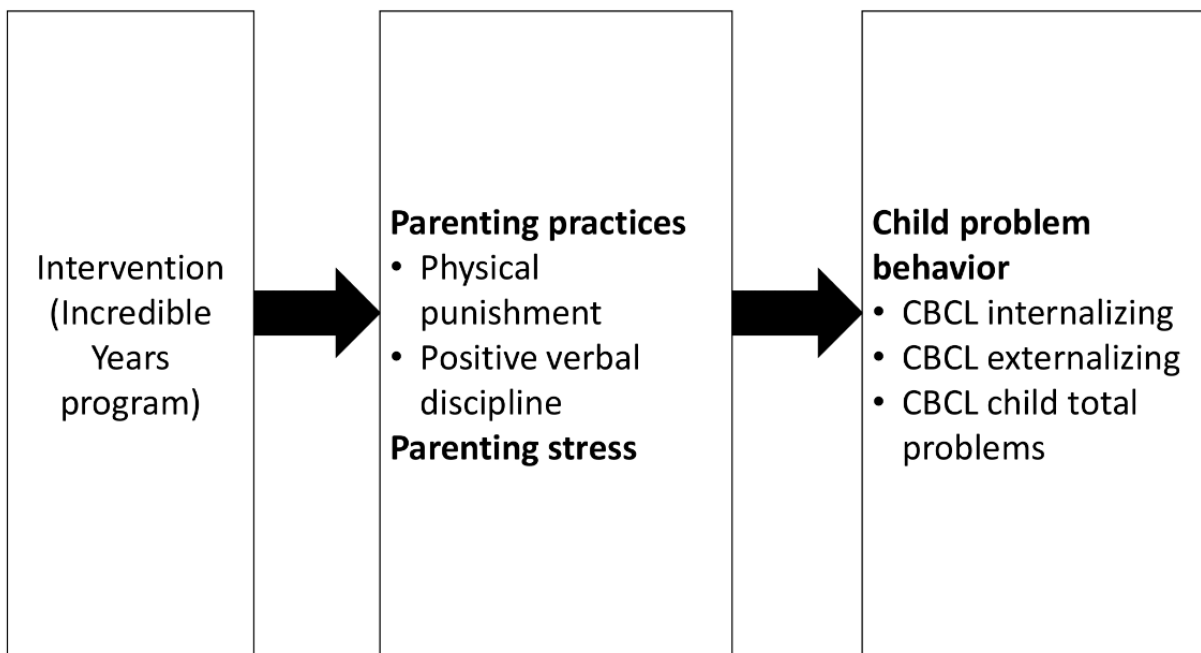 Intervention
(Incredible
Years
program)
Parenting practices
• Physical
punishment
• Positive verbal
discipline
Parenting stress
Child problem
behavior
• CBCL internalizing
• CBCL externalizing
• CBCL child total
problems